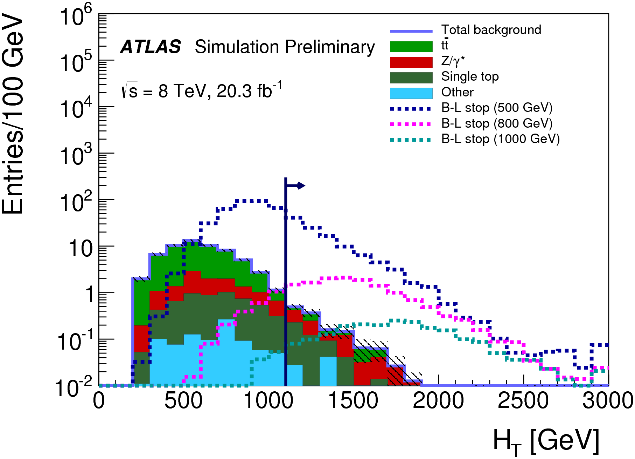 Entries/100 GeV
10⁶
10⁵
10⁴
10³
10²
10
1
10⁻¹
10⁻²
ATLAS Simulation Preliminary
√s = 8 TeV, 20.3 fb⁻¹
Total background
tt̄
Z/γ*
Single top
Other
B-L stop (500 GeV)
B-L stop (800 GeV)
B-L stop (1000 GeV)
0 500 1000 1500 2000 2500 3000
H_T [GeV]